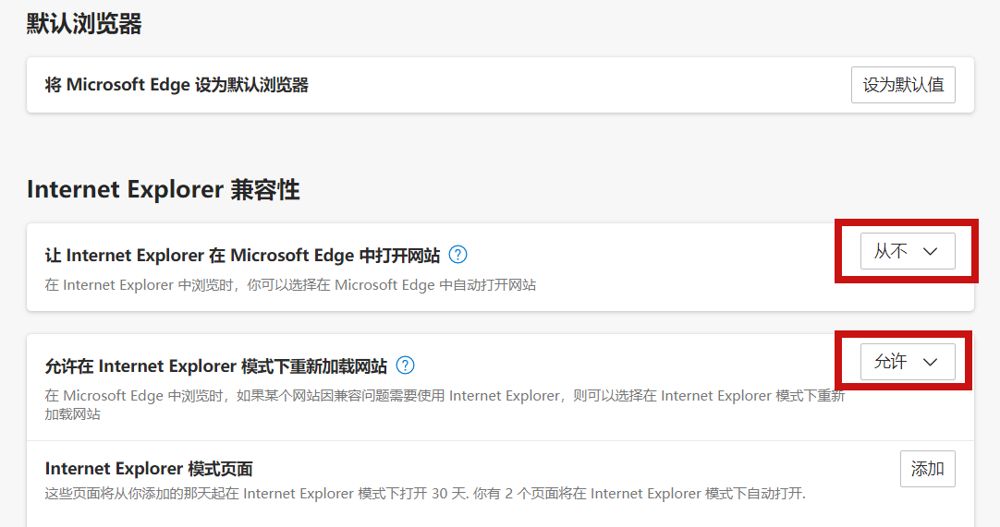 默认浏览器
将 Microsoft Edge 设为默认浏览器
设为默认值
Internet Explorer 兼容性
让 Internet Explorer 在 Microsoft Edge 中打开网站 ?
从不
在 Internet Explorer 中浏览时，你可以选择在 Microsoft Edge 中自动打开网站
允许在 Internet Explorer 模式下重新加载网站 ?
允许
在 Microsoft Edge 中浏览时，如果某个网站因兼容问题需要使用 Internet Explorer，则可以选择在 Internet Explorer 模式下重新
加载网站
Internet Explorer 模式页面
添加
这些页面将从你添加的那天起在 Internet Explorer 模式下打开 30 天. 你有 2 个页面将在 Internet Explorer 模式下自动打开.